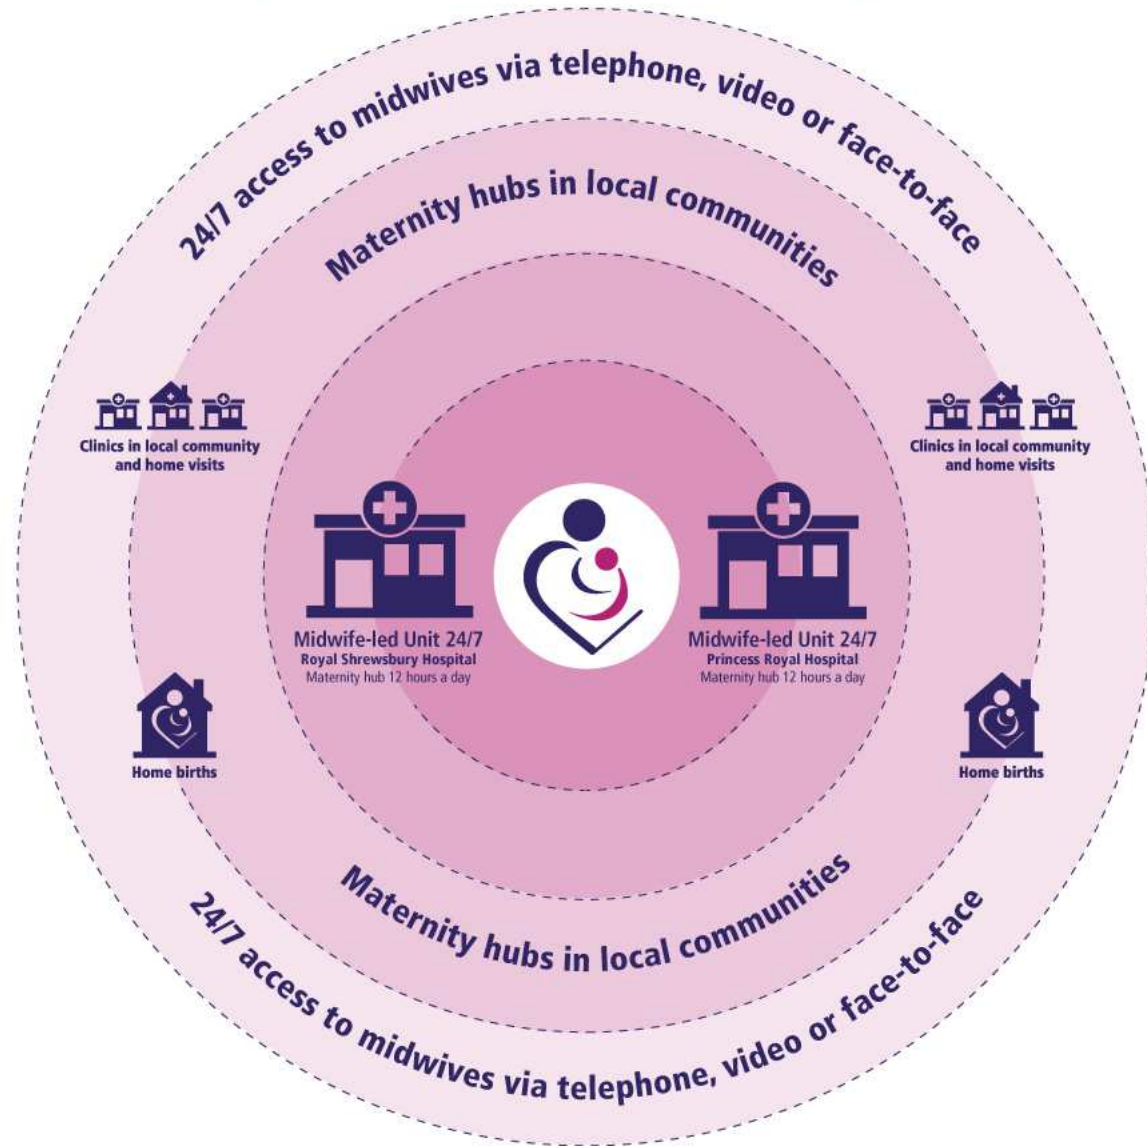 24/7 access to midwives via telephone, video or face-to-face
Maternity hubs in local communities
Clinics in local community
and home visits
Clinics in local community
and home visits
Midwife-led Unit 24/7
Royal Shrewsbury Hospital
Maternity hub 12 hours a day
Midwife-led Unit 24/7
Princess Royal Hospital
Maternity hub 12 hours a day
Home births
Home births
Maternity hubs in local communities
24/7 access to midwives via telephone, video or face-to-face